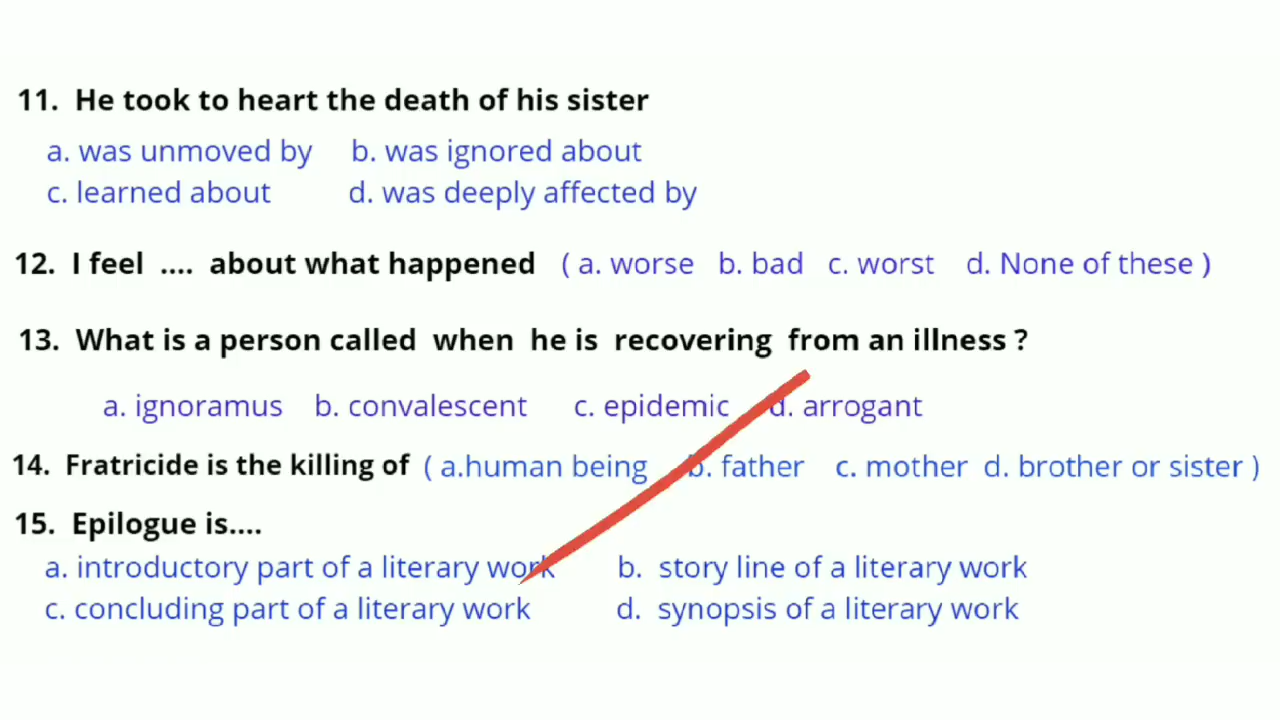 11. He took to heart the death of his sister
a. was unmoved by b. was ignored about
c. learned about d. was deeply affected by
12. I feel .... about what happened ( a. worse b. bad c. worst d. None of these )
13. What is a person called when he is recovering from an illness ?
a. ignoramus b. convalescent c. epidemic d. arrogant
14. Fratricide is the killing of ( a.human being b. father c. mother d. brother or sister )
15. Epilogue is....
a. introductory part of a literary work b. story line of a literary work
c. concluding part of a literary work d. synopsis of a literary work